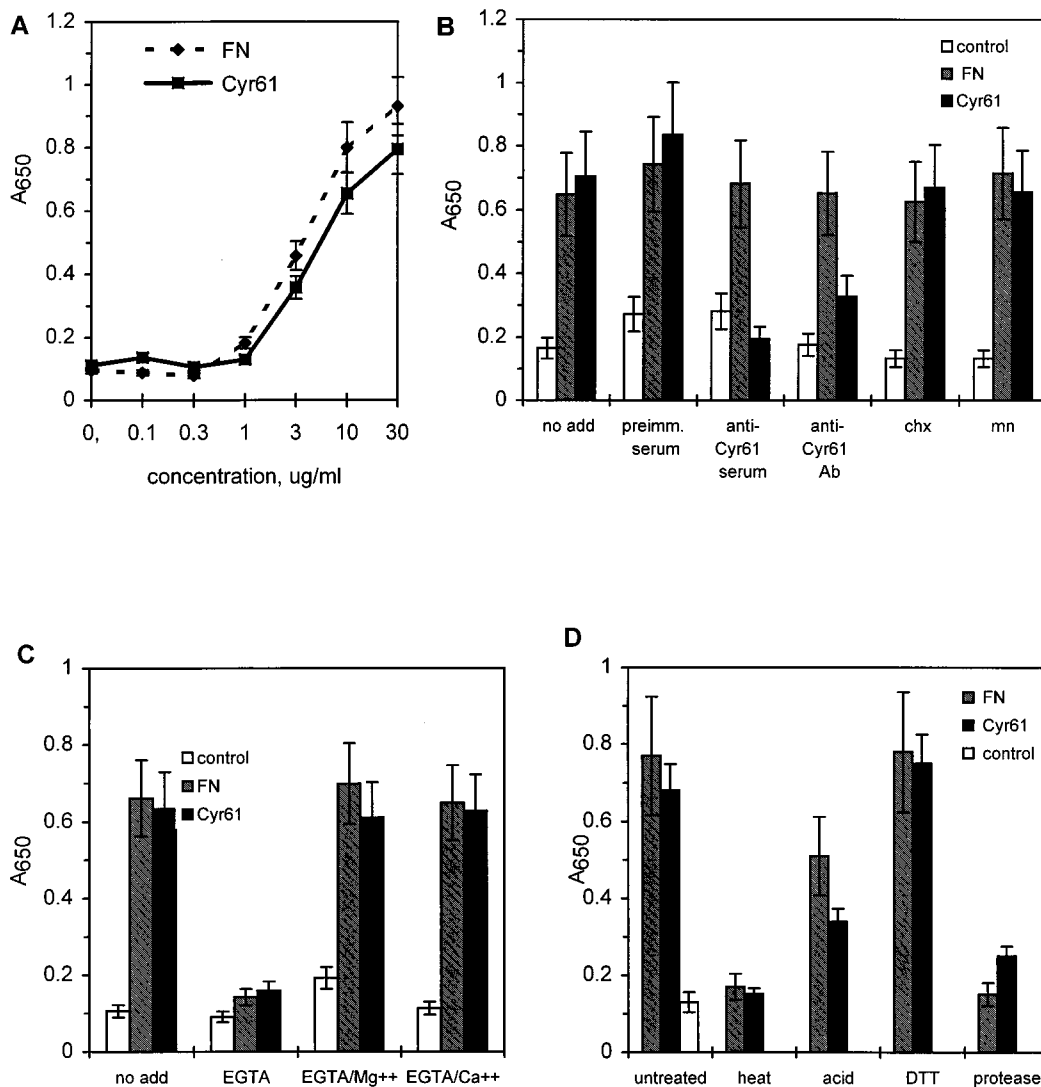 A
1.2
1
0.8
0.6
0.4
0.2
0
A650
FN
Cyr61
0, 0.1 0.3 1 3 10 30
concentration, ug/ml
B
1.2
1
0.8
0.6
0.4
0.2
0
A650
control
FN
Cyr61
no add preimm. anti- anti- chx mn
serum Cyr61 Cyr61
serum Ab
C
1
0.8
0.6
0.4
0.2
0
A650
control
FN
Cyr61
no add EGTA EGTA/Mg++ EGTA/Ca++
D
1
0.8
0.6
0.4
0.2
0
A650
FN
Cyr61
control
untreated heat acid DTT protease